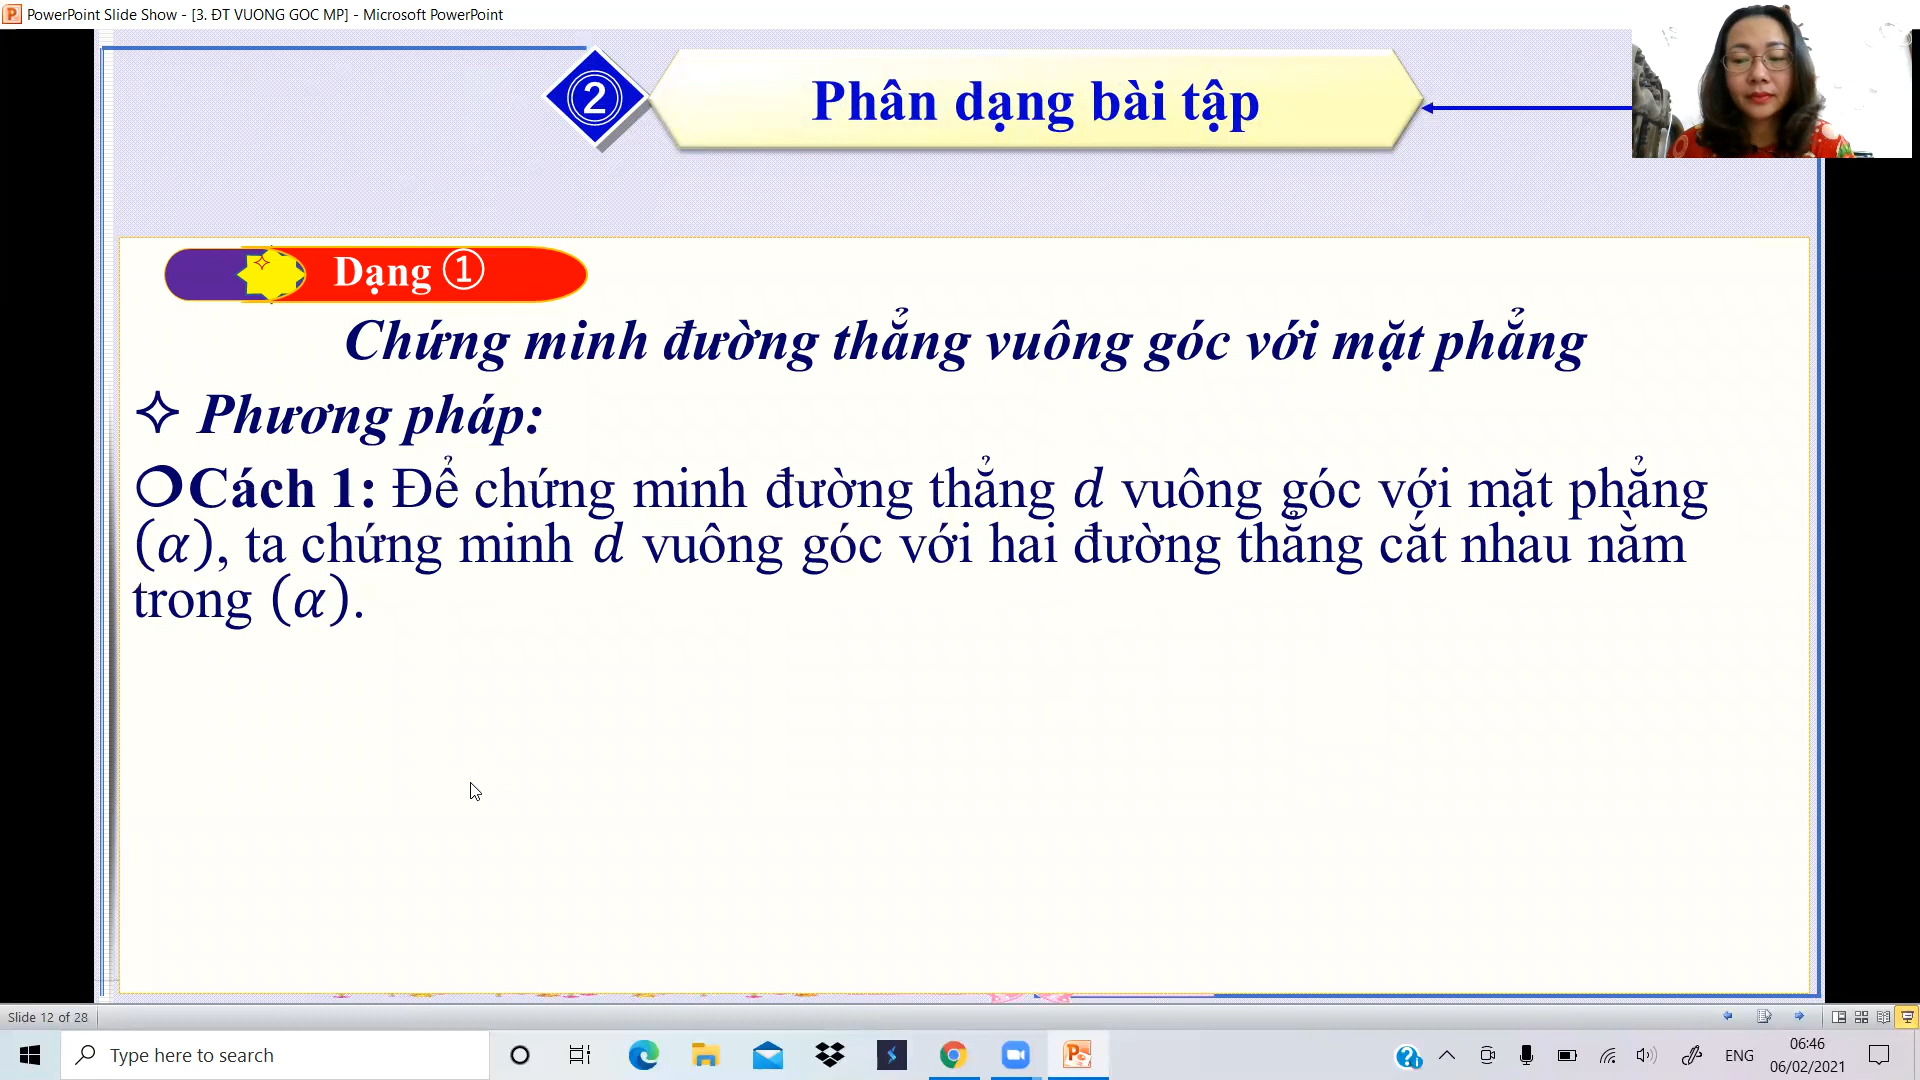 PowerPoint Slide Show - [3. ĐT VUONG GOC MP] - Microsoft PowerPoint
2
Phân dạng bài tập
Dạng ①
Chứng minh đường thẳng vuông góc với mặt phẳng
Phương pháp:
Cách 1: Để chứng minh đường thẳng d vuông góc với mặt phẳng
(α), ta chứng minh d vuông góc với hai đường thẳng cắt nhau nằm
trong (α).
Slide 12 of 28
Type here to search
ENG
06:46
06/02/2021